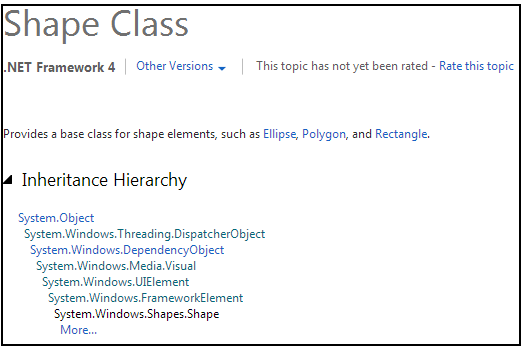 Shape Class
.NET Framework 4 Other Versions This topic has not yet been rated - Rate this topic
Provides a base class for shape elements, such as Ellipse, Polygon, and Rectangle.
Inheritance Hierarchy
System.Object
System.Windows.Threading.DispatcherObject
System.Windows.DependencyObject
System.Windows.Media.Visual
System.Windows.UIElement
System.Windows.FrameworkElement
System.Windows.Shapes.Shape
More...